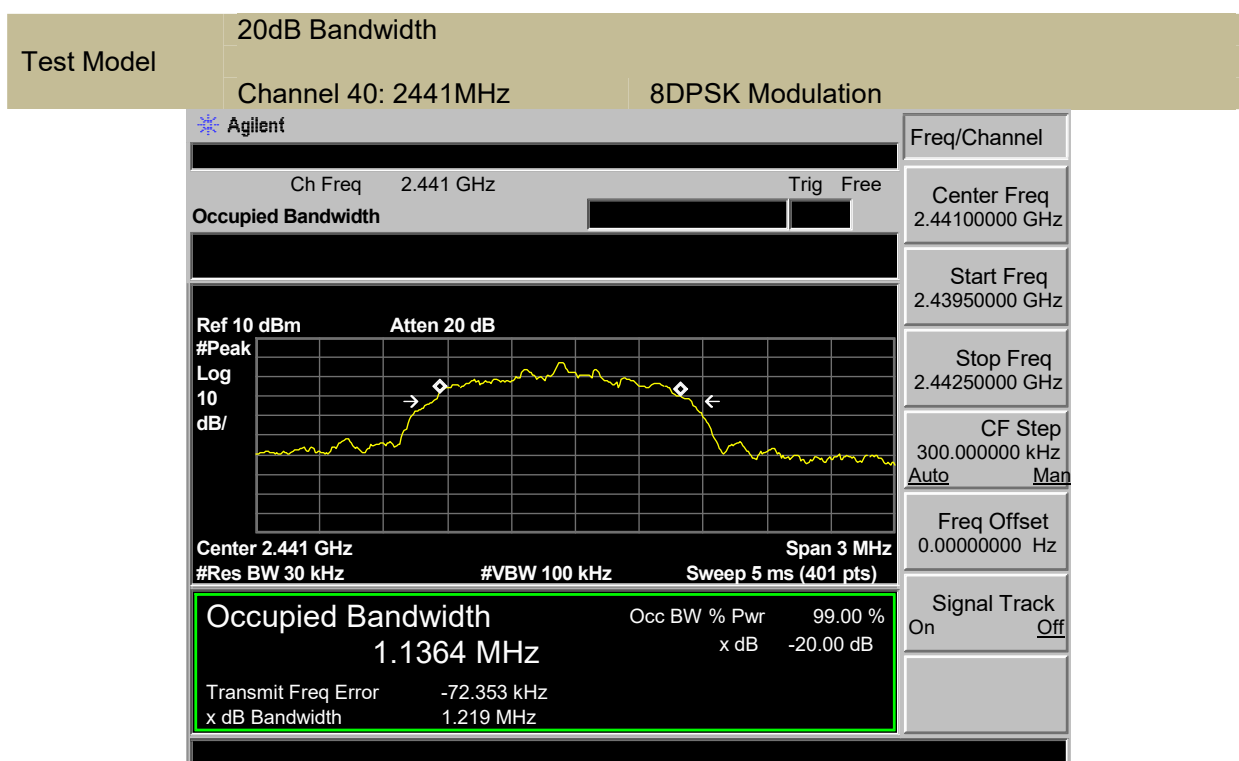 20dB Bandwidth
Test Model
Channel 40: 2441MHz 8DPSK Modulation
Agilent
Freq/Channel
Ch Freq 2.441 GHz Trig Free
Occupied Bandwidth
Center Freq
2.44100000 GHz
Start Freq
2.43950000 GHz
Ref 10 dBm Atten 20 dB
#Peak
Log
10
dB/
Stop Freq
2.44250000 GHz
CF Step
300.000000 kHz
Auto Man
Freq Offset
0.00000000 Hz
Center 2.441 GHz Span 3 MHz
#Res BW 30 kHz #VBW 100 kHz Sweep 5 ms (401 pts)
Signal Track
On Off
Occupied Bandwidth Occ BW % Pwr 99.00 %
1.1364 MHz x dB -20.00 dB
Transmit Freq Error -72.353 kHz
x dB Bandwidth 1.219 MHz